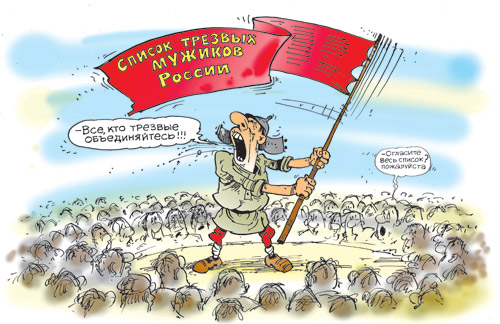 СПИСОК ТРЕЗВЫХ
МУЖИКОВ
РОССИИ
-ВСЕ, КТО ТРЕЗВЫЕ
ОБЪЕДИНЯЙТЕСЬ!!!
-ОГЛАСИТЕ
ВЕСЬ СПИСОК?
ПОЖАЛУЙСТА